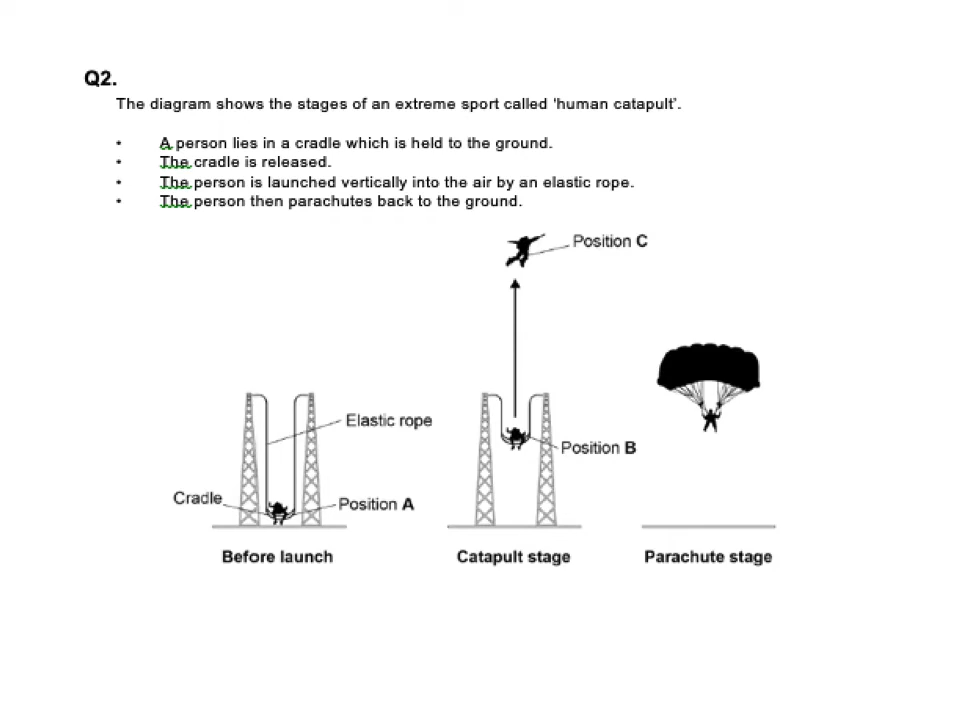 Q2.
The diagram shows the stages of an extreme sport called 'human catapult'.
• A person lies in a cradle which is held to the ground.
• The cradle is released.
• The person is launched vertically into the air by an elastic rope.
• The person then parachutes back to the ground.
Position C
Elastic rope
Position B
Cradle
Position A
Before launch
Catapult stage
Parachute stage